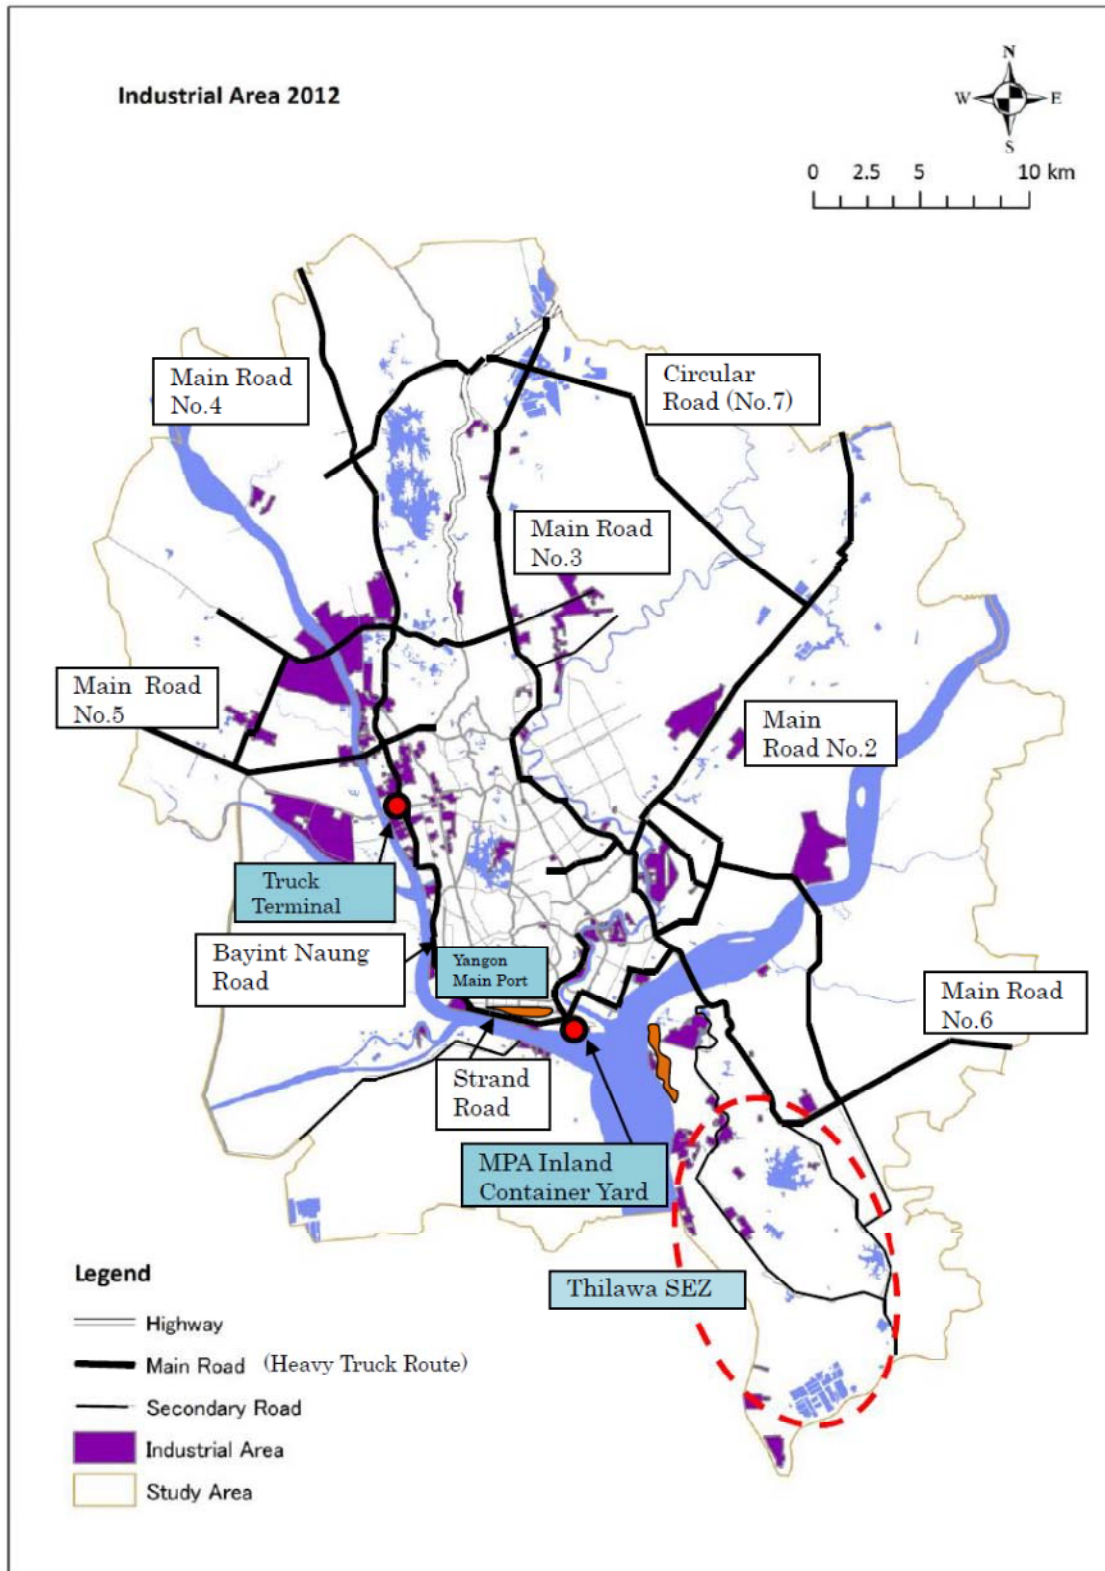 Industrial Area 2012
N
W E
S
0 2.5 5 10 km
Main Road
No.4
Circular
Road (No.7)
Main Road
No.3
Main Road
No.5
Main
Road No.2
Truck
Terminal
Bayint Naung
Road
Yangon
Main Port
Main Road
No.6
Strand
Road
MPA Inland
Container Yard
Thilawa SEZ
Legend
Highway
Main Road (Heavy Truck Route)
Secondary Road
Industrial Area
Study Area